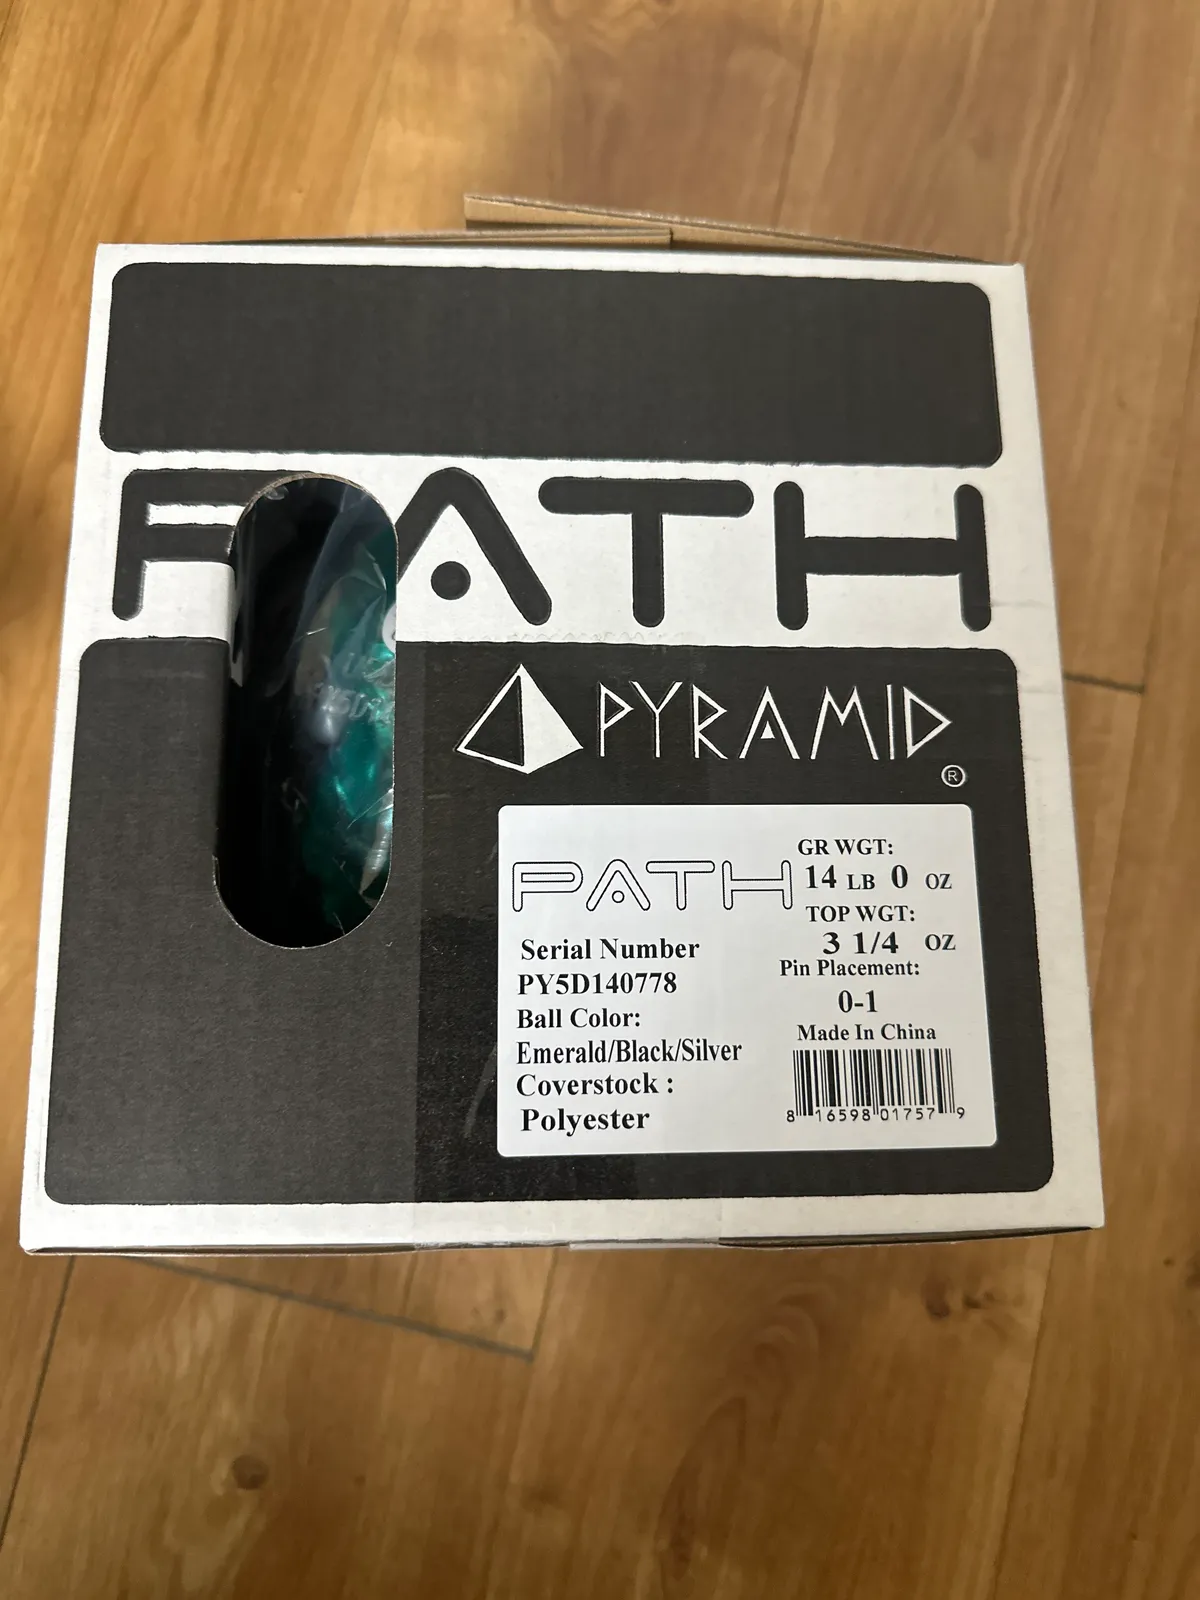 PATH
PYRAMID
®
PATH
GR WGT:
14 LB 0 OZ
TOP WGT:
3 1/4 OZ
Pin Placement:
0-1
Made In China
Serial Number
PY5D140778
Ball Color:
Emerald/Black/Silver
Coverstock :
Polyester
8 16598 01757 9